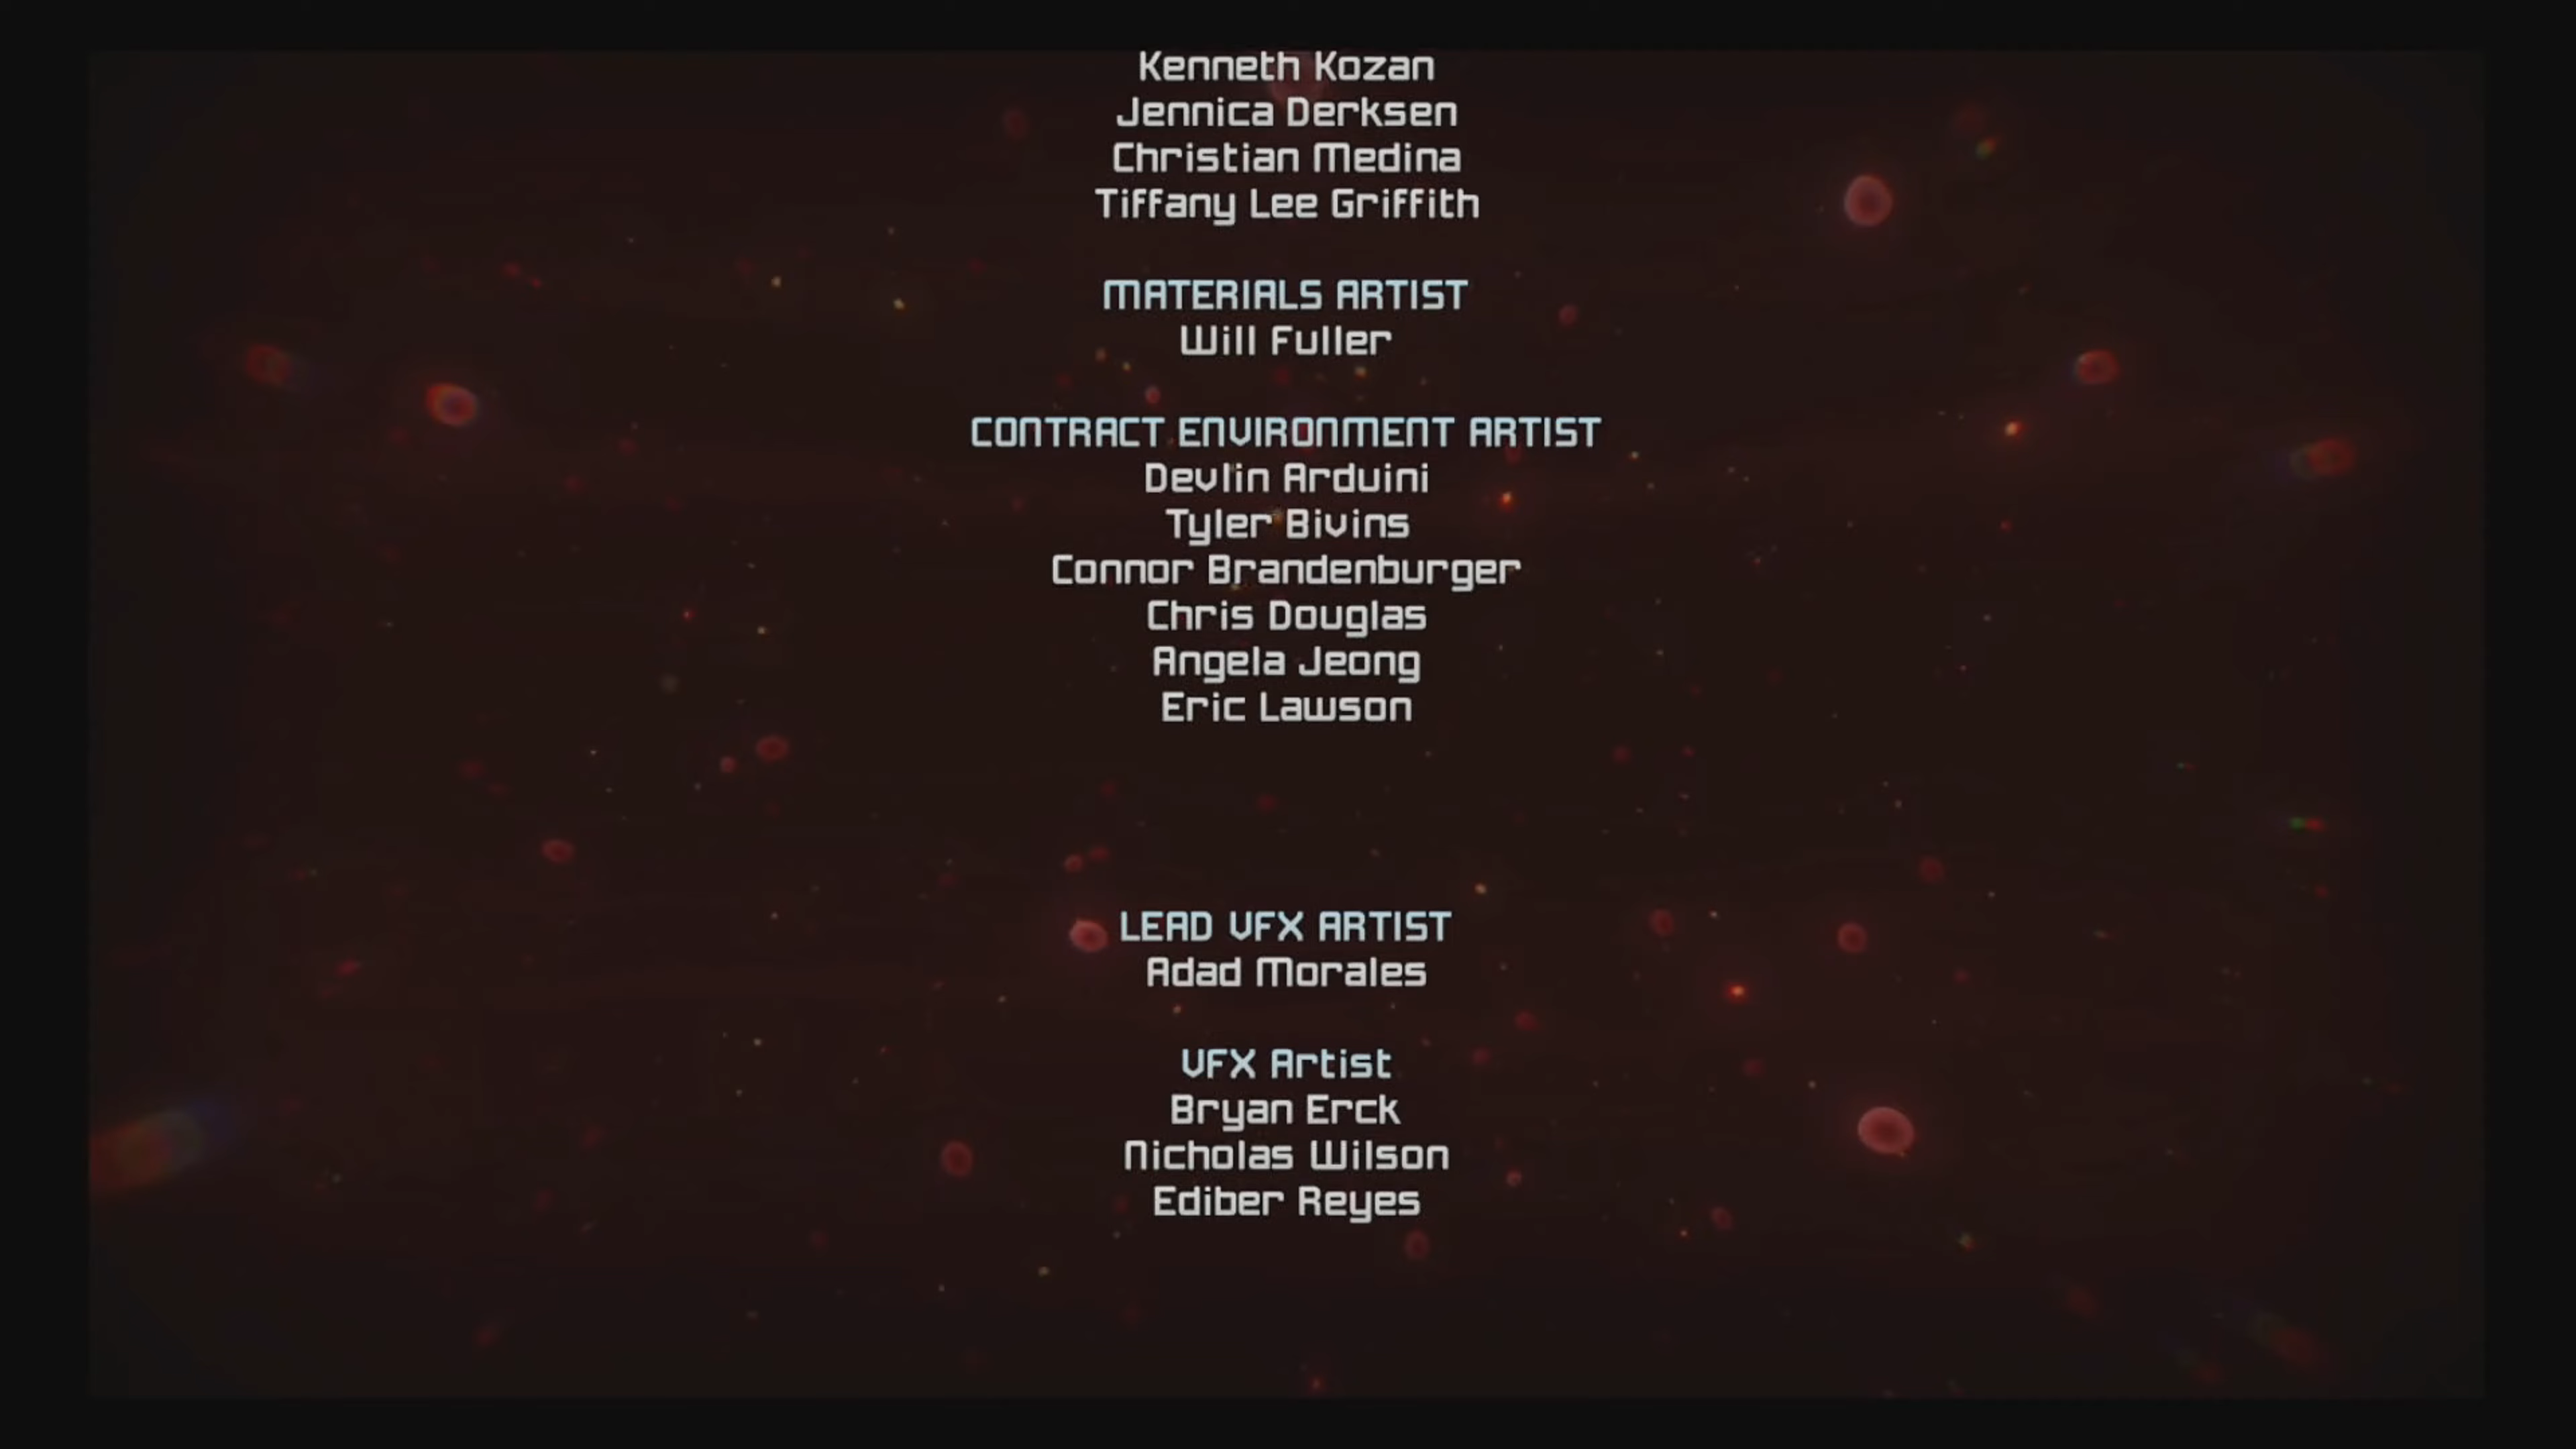 Kenneth Kozan
Jennica Derksen
Christian Medina
Tiffany Lee Griffith
MATERIALS ARTIST
Will Fuller
CONTRACT ENVIRONMENT ARTIST
Devlin Arduini
Tyler Bivins
Connor Brandenburger
Chris Douglas
Angela Jeong
Eric Lawson
LEAD VFX ARTIST
Adad Morales
VFX Artist
Bryan Erck
Nicholas Wilson
Ediber Reyes